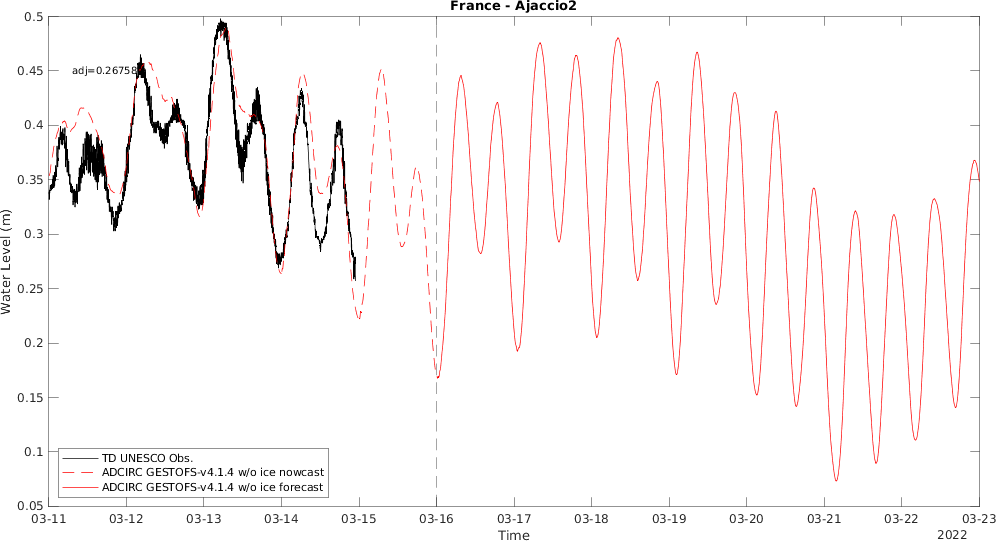 France - Ajaccio2
0.5
0.45
0.4
0.35
0.3
0.25
0.2
0.15
0.1
0.05
Water Level (m)
adj=0.26758
TD UNESCO Obs.
ADCIRC GESTOFS-v4.1.4 w/o ice nowcast
ADCIRC GESTOFS-v4.1.4 w/o ice forecast
03-11 03-12 03-13 03-14 03-15 03-16 03-17 03-18 03-19 03-20 03-21 03-22 03-23
Time
2022